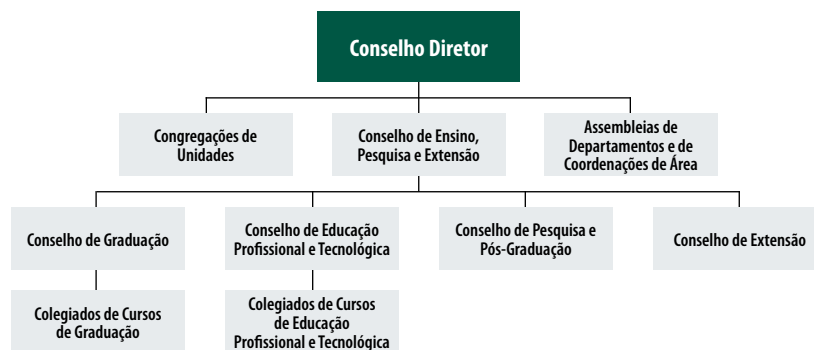 Conselho Diretor
Congregações de
Unidades
Conselho de Ensino,
Pesquisa e Extensão
Assembleias de
Departamentos e de
Coordenações de Área
Conselho de Graduação
Conselho de Educação
Profissional e Tecnológica
Conselho de Pesquisa e
Pós-Graduação
Conselho de Extensão
Colegiados de Cursos
de Graduação
Colegiados de Cursos
de Educação
Profissional e Tecnológica